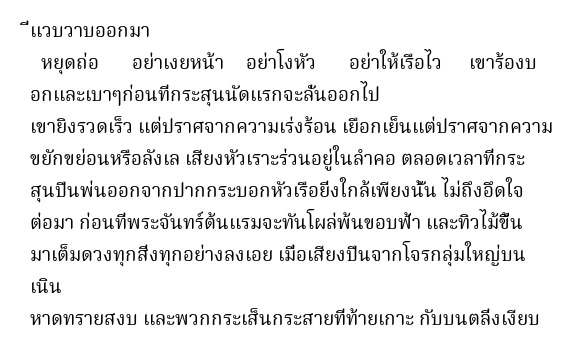 ีแวบวาบออกมา
หยุดถ่อ อย่าเงยหน้า อย่าโงหัว อย่าให้เรือไว เขาร้องบ
อกและเบาๆก่อนที่กระสุนนัดแรกจะลั่นออกไป
เขายิงรวดเร็ว แต่ปราศจากความเร่งร้อน เยือกเย็นแต่ปราศจากความ
ขยักขย่อนหรือลังเล เสียงหัวเราะร่วนอยู่ในลำคอ ตลอดเวลาที่กระ
สุนปืนพ่นออกจากปากกระบอกหัวเรือยิ่งใกล้เพียงนั้น ไม่ถึงอึดใจ
ต่อมา ก่อนที่พระจันทร์ต้นแรมจะทันโผล่พ้นขอบฟ้า และทิวไม้ขึ้น
มาเต็มดวงทุกสิ่งทุกอย่างลงเอย เมื่อเสียงปืนจากโจรกลุ่มใหญ่บน
เนิน
หาดทรายสงบ และพวกกระเส็นกระสายที่ท้ายเกาะ กับบนตลิ่งเงียบ